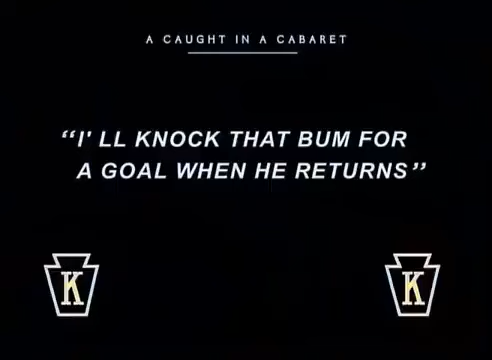 A CAUGHT IN A CABARET
“I' LL KNOCK THAT BUM FOR
A GOAL WHEN HE RETURNS”
K K